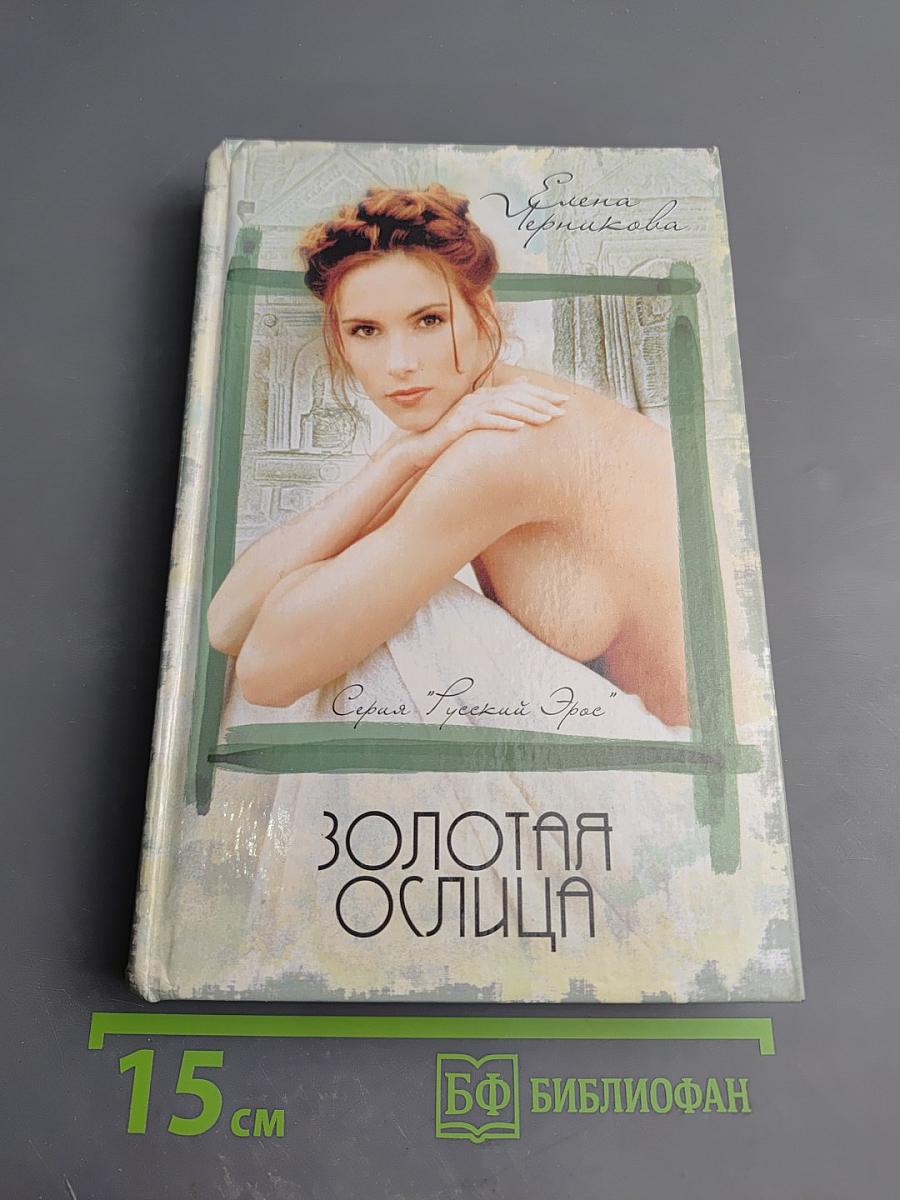 Елена
Черникова
Серия "Русский Эрос"
ЗОЛОТАЯ
ОСЛИЦА
15 см
БФ БИБЛИОФАН